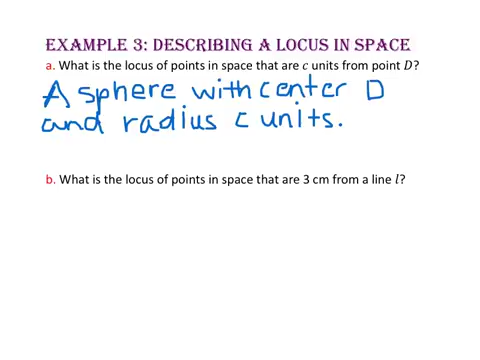 EXAMPLE 3: DESCRIBING A LOCUS IN SPACE
a. What is the locus of points in space that are c units from point D?
A sphere with center D
and radius c units.
b. What is the locus of points in space that are 3 cm from a line l?